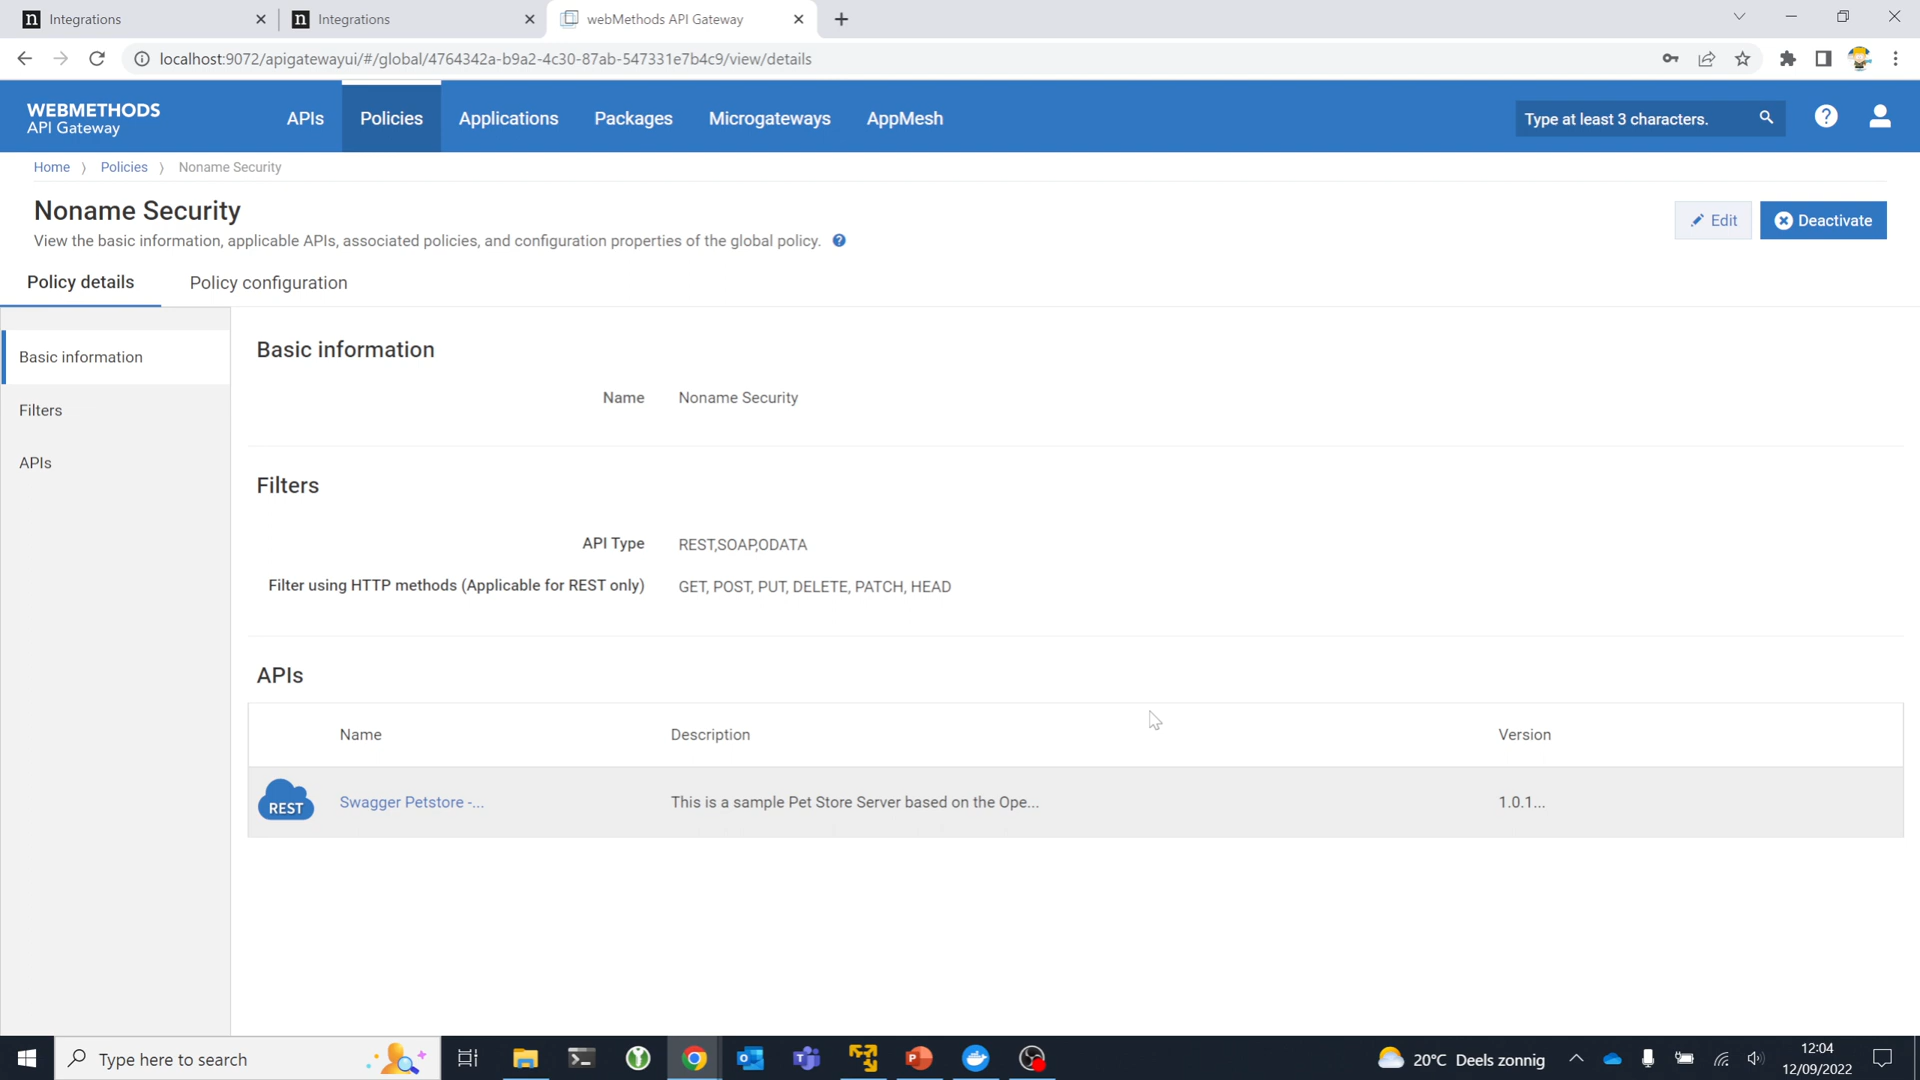 Integrations
Integrations
webMethods API Gateway
localhost:9072/apigatewayui/#/global/4764342a-b9a2-4c30-87ab-547331e7b4c9/view/details
WEBMETHODS
API Gateway
APIs
Policies
Applications
Packages
Microgateways
AppMesh
Type at least 3 characters.
Home
Policies
Noname Security
Noname Security
View the basic information, applicable APIs, associated policies, and configuration properties of the global policy.
Edit
Deactivate
Policy details
Policy configuration
Basic information
Filters
APIs
Basic information
Name Noname Security
Filters
API Type REST,SOAP,ODATA
Filter using HTTP methods (Applicable for REST only) GET, POST, PUT, DELETE, PATCH, HEAD
APIs
Name Description Version
REST Swagger Petstore -... This is a sample Pet Store Server based on the Ope... 1.0.1...
Type here to search
20°C Deels zonnig
12:04
12/09/2022